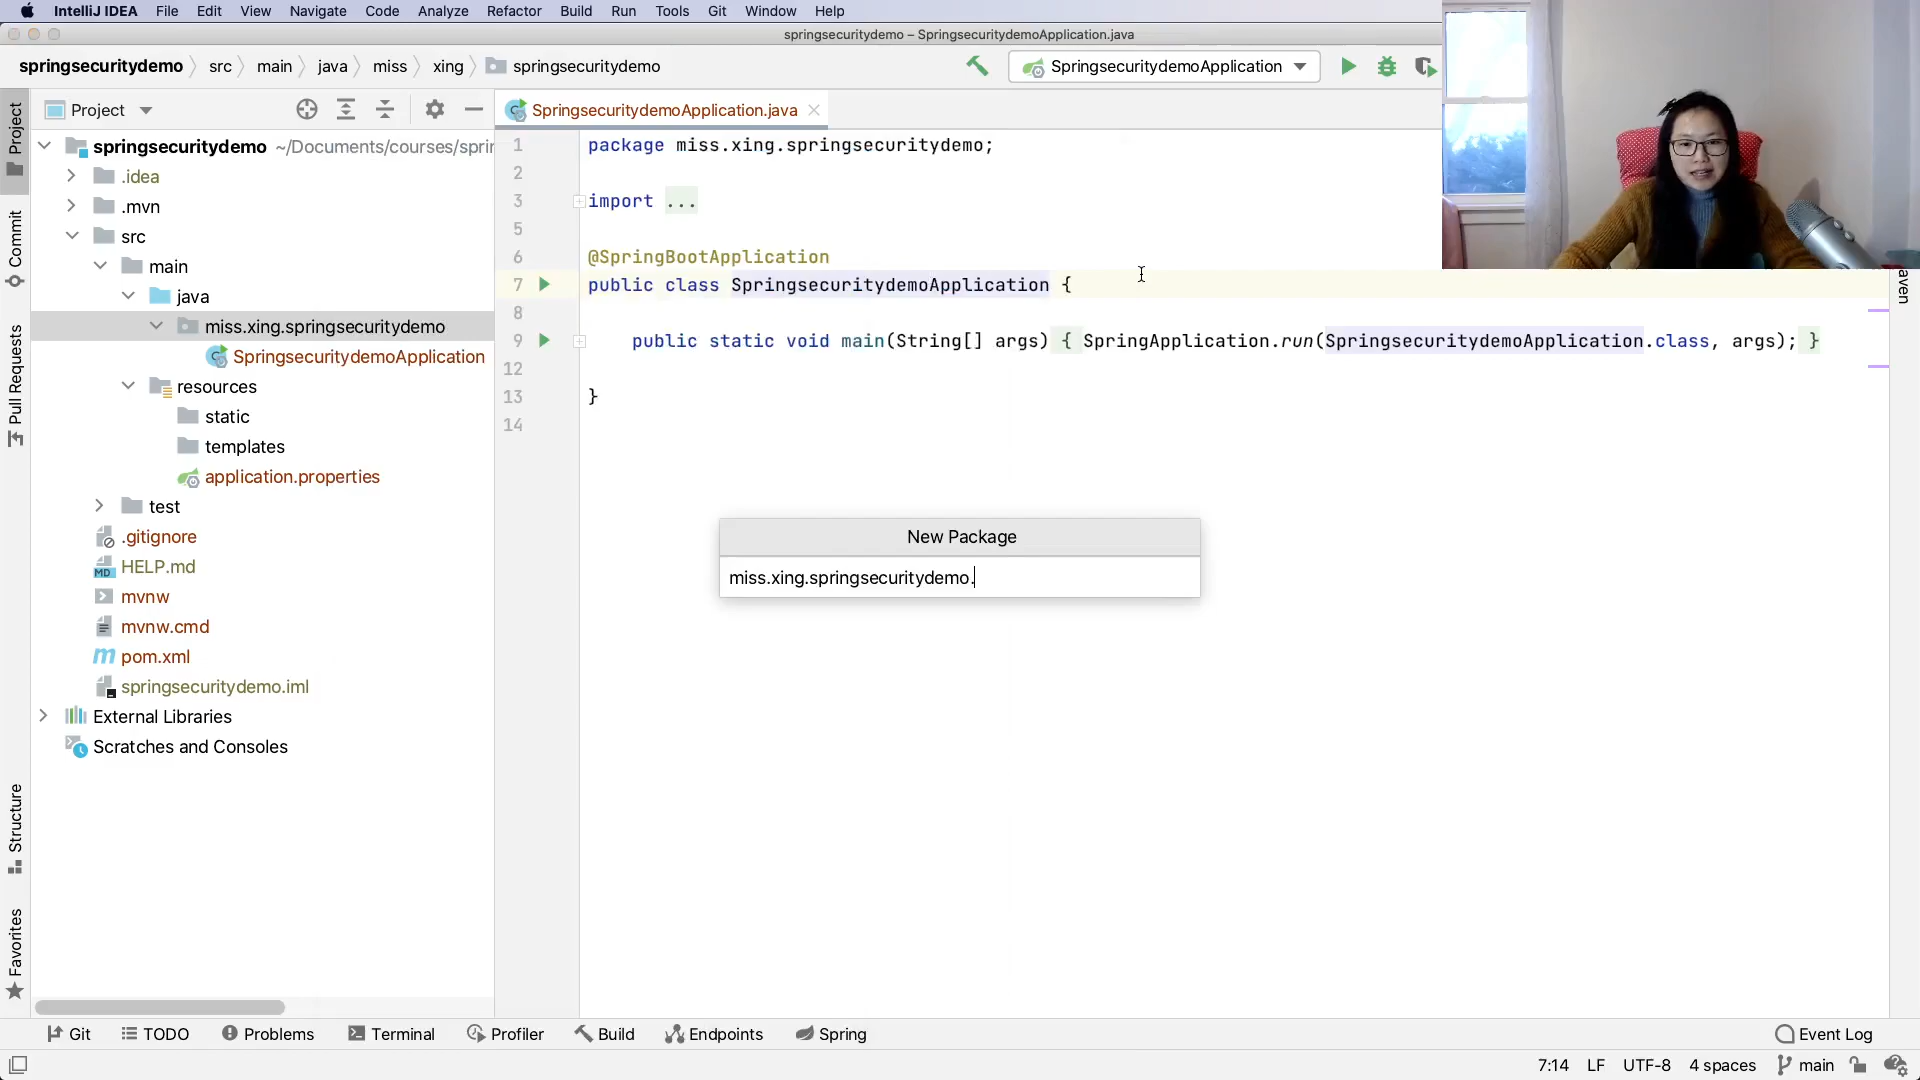 IntelliJ IDEA File Edit View Navigate Code Analyze Refactor Build Run Tools Git Window Help
springsecuritydemo – SpringsecuritydemoApplication.java
springsecuritydemo src main java miss xing springsecuritydemo SpringsecuritydemoApplication
Project
SpringsecuritydemoApplication.java
Project
Commit
Pull Requests
Structure
Favorites
springsecuritydemo ~/Documents/courses/sprin
.idea
.mvn
src
main
java
miss.xing.springsecuritydemo
SpringsecuritydemoApplication
resources
static
templates
application.properties
test
.gitignore
HELP.md
mvnw
mvnw.cmd
pom.xml
springsecuritydemo.iml
External Libraries
Scratches and Consoles
1 package miss.xing.springsecuritydemo;
2
3 import ...
5
6 @SpringBootApplication
7 public class SpringsecuritydemoApplication {
8
9 public static void main(String[] args) { SpringApplication.run(SpringsecuritydemoApplication.class, args); }
12
13 }
14
New Package
miss.xing.springsecuritydemo.
aven
Git TODO Problems Terminal Profiler Build Endpoints Spring Event Log
7:14 LF UTF-8 4 spaces main